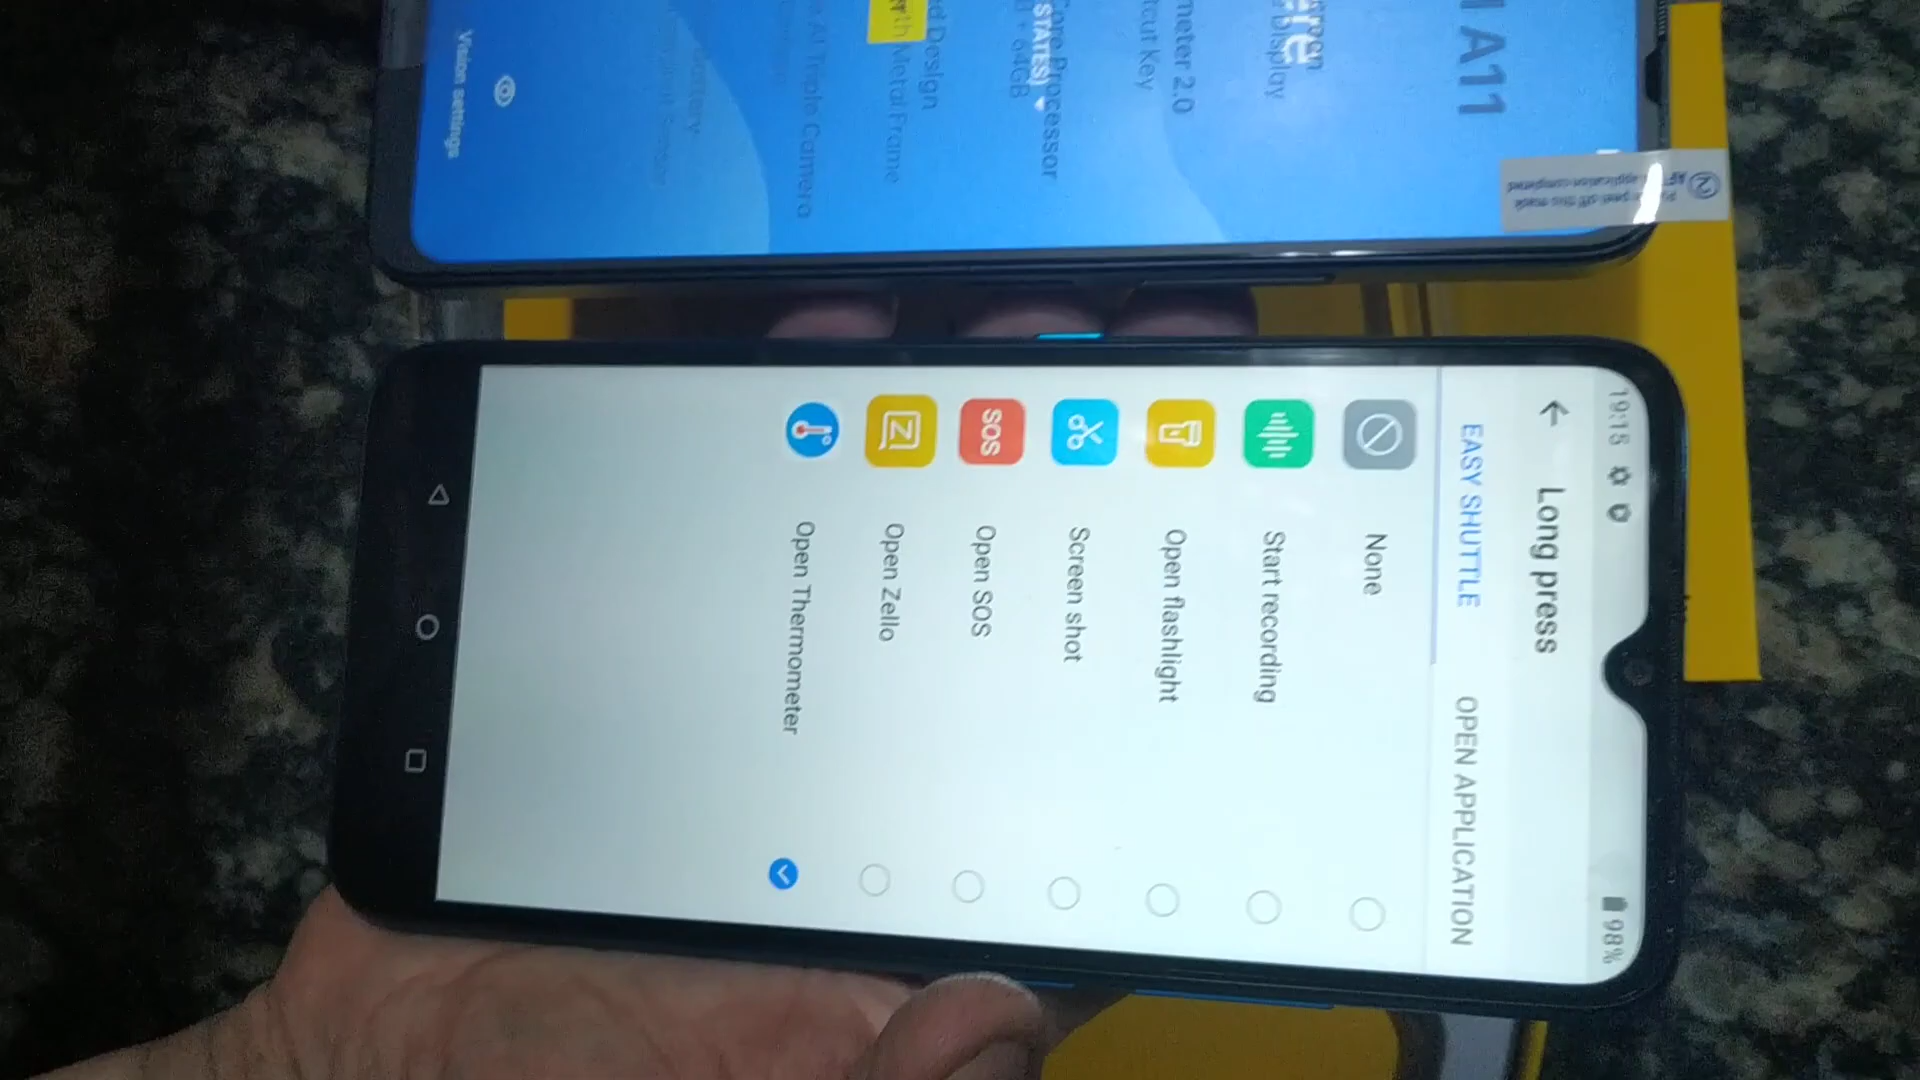 19:15
98%
Long press
EASY SHUTTLE
OPEN APPLICATION
None
Start recording
Open flashlight
Screen shot
SOS
Open SOS
Z
Open Zello
Open Thermometer
A11
Display
meter 2.0
tcut Key
Core Processor
STATES)
+ 64GB
d Design
th Metal Frame
AI Triple Camera
Vision settings